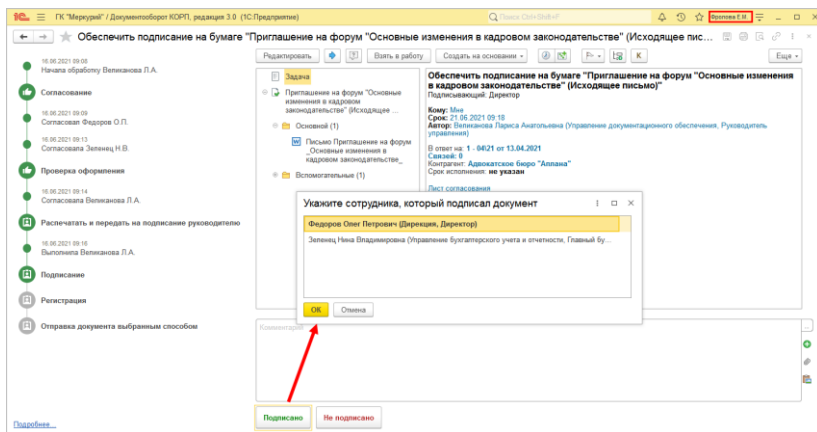 ГК "Меркурий" / Документооборот КОРП, редакция 3.0 (1С:Предприятие)
Поиск Ctrl+Shift+F
Фролова Е.М.
Обеспечить подписание на бумаге "Приглашение на форум "Основные изменения в кадровом законодательстве" (Исходящее пис...
16.06.2021 09:08
Начала обработку Великанова Л.А.
Согласование
16.06.2021 09:09
Согласовал Федоров О.П.
16.06.2021 09:13
Согласовала Зеленец Н.В.
Проверка оформления
16.06.2021 09:14
Согласовала Великанова Л.А.
Распечатать и передать на подписание руководителю
16.06.2021 09:16
Выполнила Великанова Л.А.
Подписание
Регистрация
Отправка документа выбранным способом
Подробнее...
Редактировать
Взять в работу
Создать на основании
К
Еще
Задача
Приглашение на форум "Основные
изменения в кадровом
законодательстве" (Исходящее ...
Основной (1)
Письмо Приглашение на форум
_Основные изменения в
кадровом законодательстве_
Вспомогательные (1)
Обеспечить подписание на бумаге "Приглашение на форум "Основные изменения
в кадровом законодательстве" (Исходящее письмо)"
Подписывающий: Директор
Кому: Мне
Срок: 21.06.2021 09:18
Автор: Великанова Лариса Анатольевна (Управление документационного обеспечения, Руководитель
управления)
В ответ на: 1 - 04\21 от 13.04.2021
Связей: 0
Контрагент: Адвокатское бюро "Аллана"
Срок исполнения: не указан
Лист согласования
Укажите сотрудника, который подписал документ
Федоров Олег Петрович (Дирекция, Директор)
Зеленец Нина Владимировна (Управление бухгалтерского учета и отчетности, Главный бу...
ОК
Отмена
Комментарий
Подписано
Не подписано